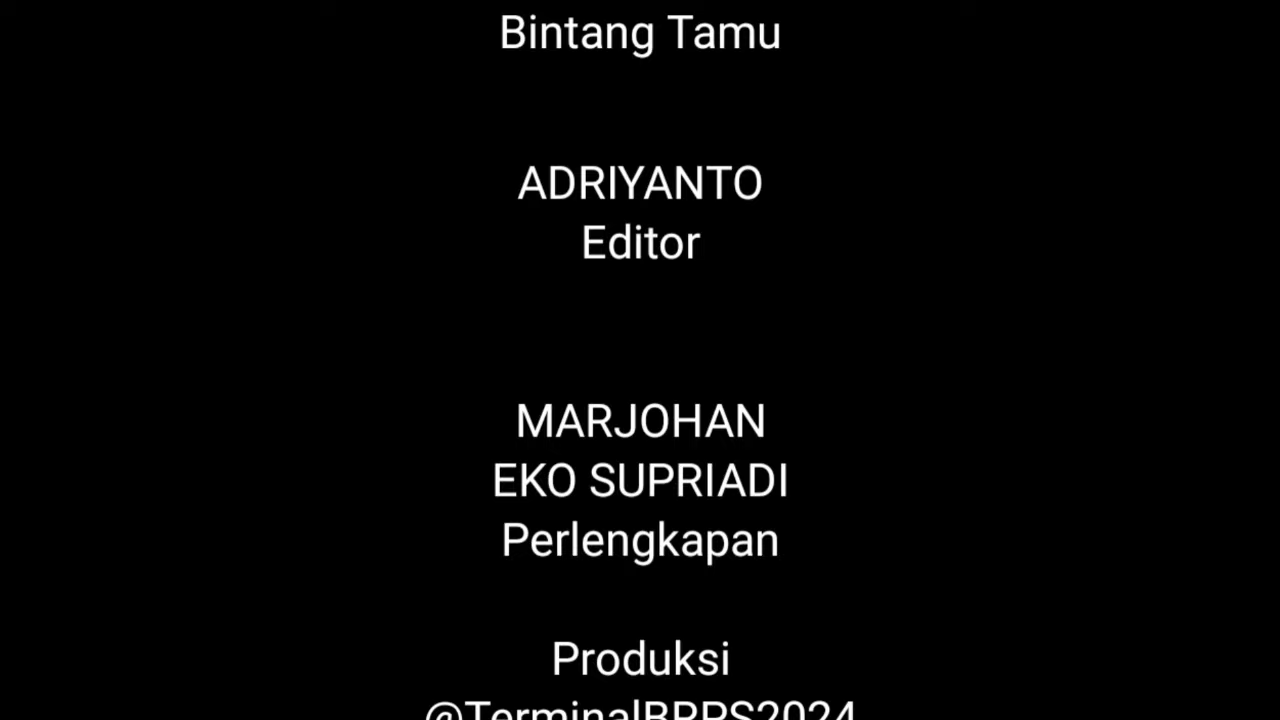 Bintang Tamu
ADRIYANTO
Editor
MARJOHAN
EKO SUPRIADI
Perlengkapan
Produksi